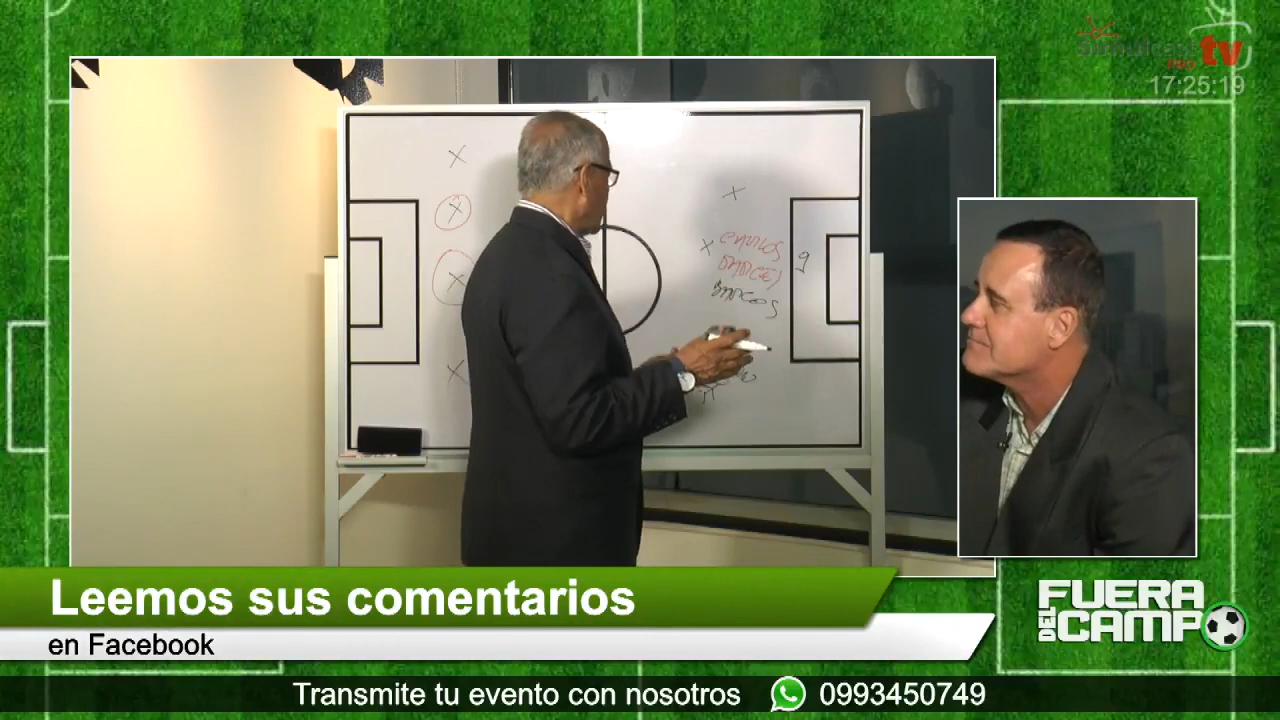 Simulcast tv
PRO
17:25:19
X
X
X
X
X
X
9
Leemos sus comentarios
en Facebook
FUERA
DEL CAMPO
Transmite tu evento con nosotros 0993450749